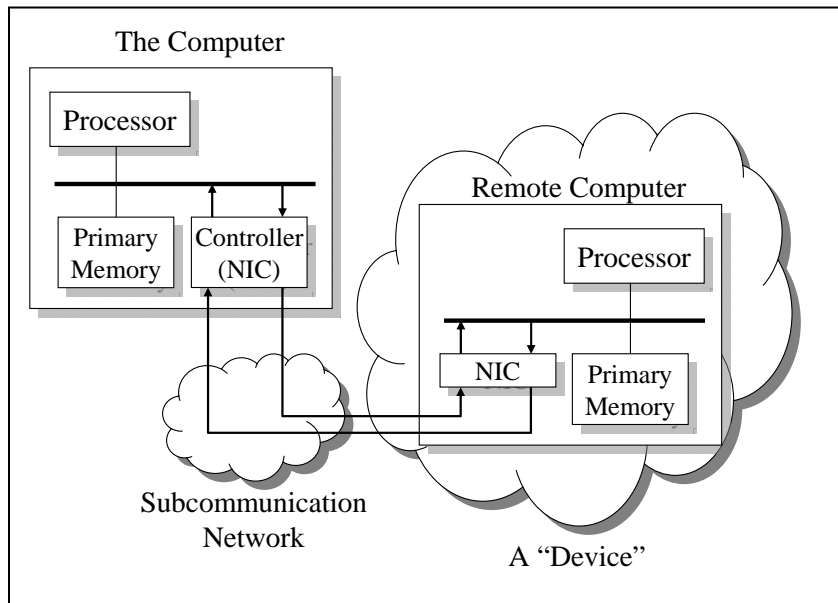 The Computer
Processor
Primary
Memory
Controller
(NIC)
Remote Computer
Processor
NIC
Primary
Memory
Subcommunication
Network
A “Device”